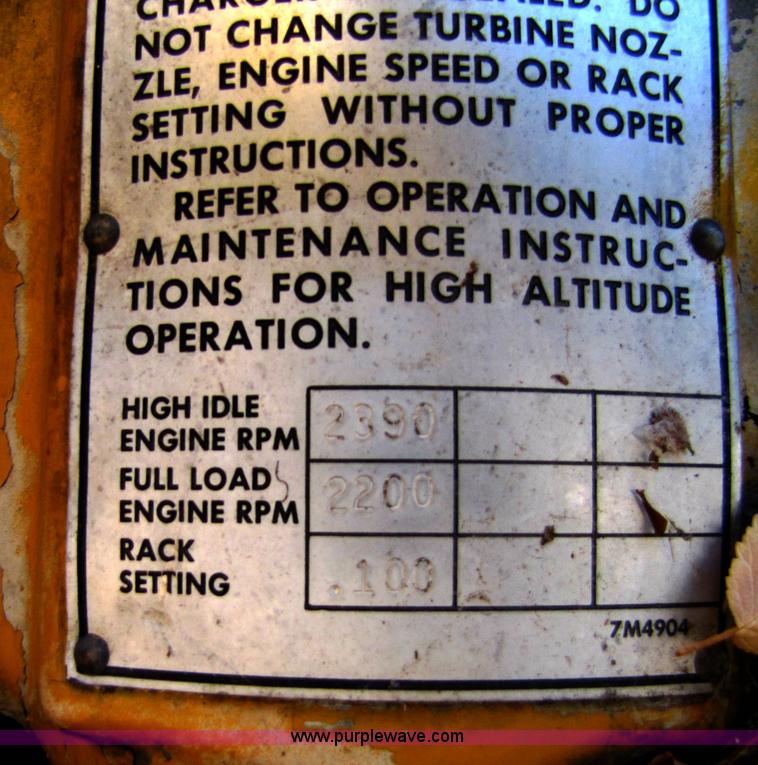 DO
NOT CHANGE TURBINE NOZ-
ZLE, ENGINE SPEED OR RACK
SETTING WITHOUT PROPER
INSTRUCTIONS.
REFER TO OPERATION AND
MAINTENANCE INSTRUC-
TIONS FOR HIGH ALTITUDE
OPERATION.
HIGH IDLE
ENGINE RPM 2390
FULL LOAD
ENGINE RPM 2200
RACK
SETTING .100
7M4904
www.purplewave.com